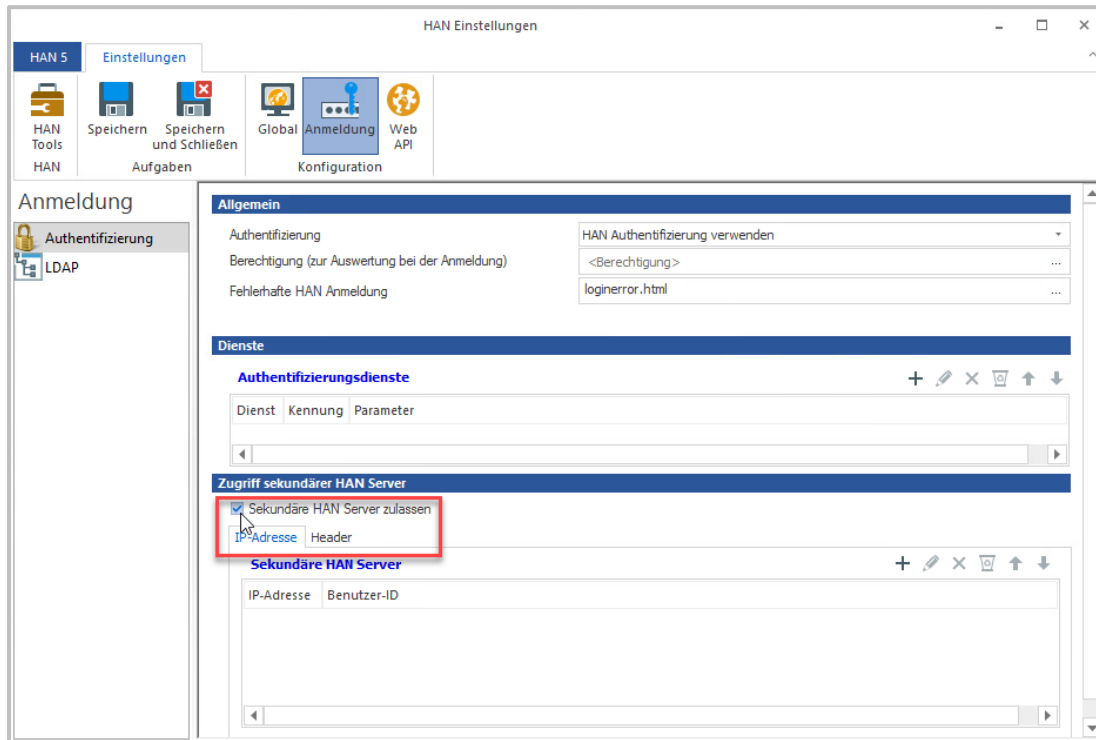 HAN Einstellungen
HAN 5 Einstellungen
HAN Tools Speichern Speichern und Schließen Global Anmeldung Web API
HAN Aufgaben Konfiguration
Anmeldung
Authentifizierung
LDAP
Allgemein
Authentifizierung HAN Authentifizierung verwenden
Berechtigung (zur Auswertung bei der Anmeldung) <Berechtigung> ...
Fehlerhafte HAN Anmeldung loginerror.html ...
Dienste
Authentifizierungsdienste
Dienst Kennung Parameter
Zugriff sekundärer HAN Server
Sekundäre HAN Server zulassen
IP-Adresse Header
Sekundäre HAN Server
IP-Adresse Benutzer-ID